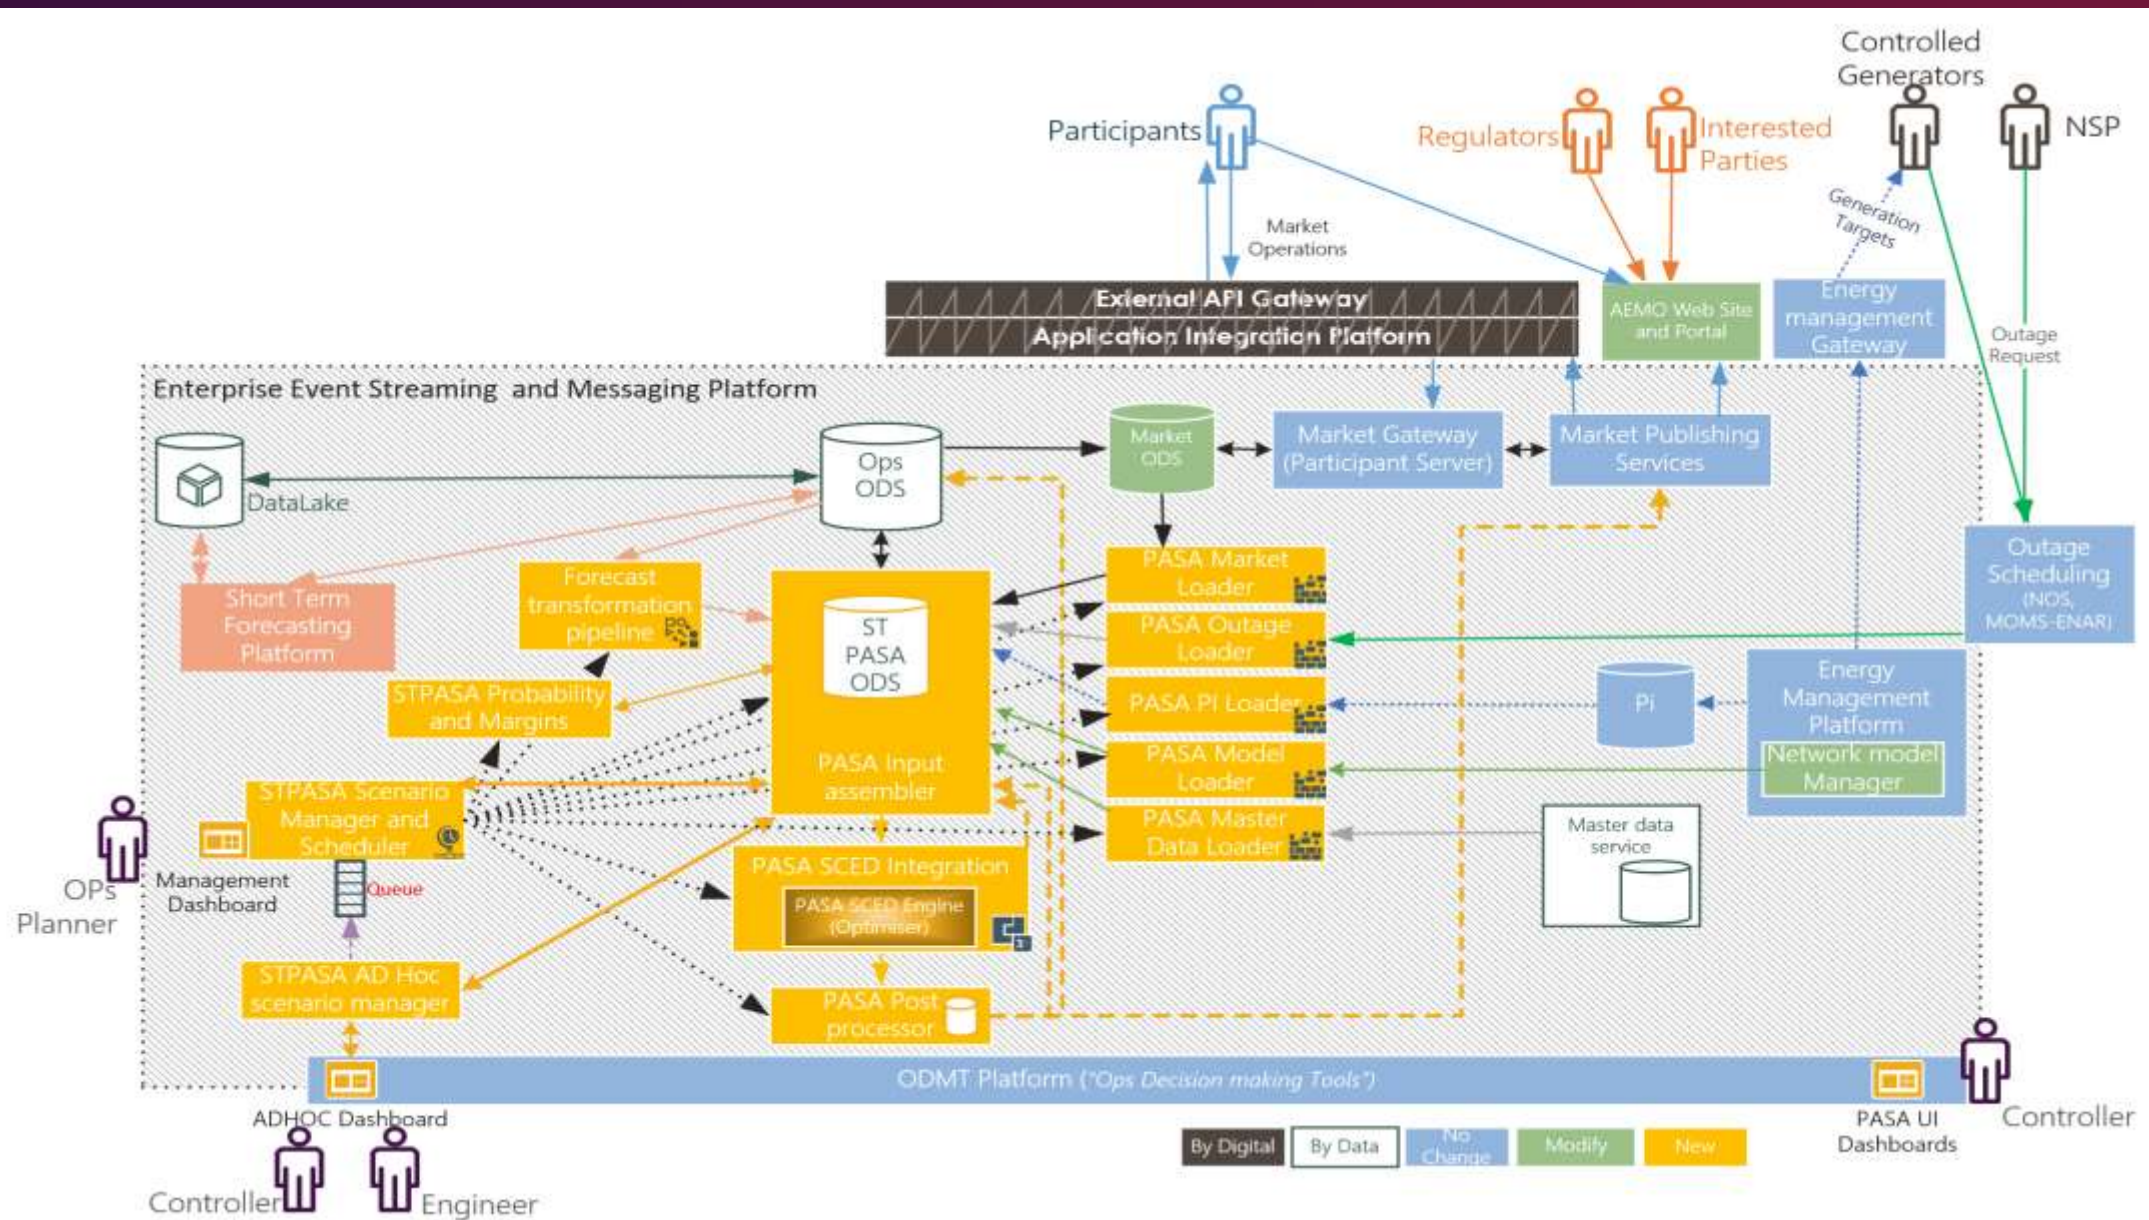 Controlled
Generators
Participants
Regulators
Interested
Parties
NSP
Generation
Targets
Market
Operations
External API Gateway
Application Integration Platform
AEMO Web Site
and Portal
Energy
management
Gateway
Outage
Request
Enterprise Event Streaming and Messaging Platform
DataLake
Ops
ODS
Market
ODS
Market Gateway
(Participant Server)
Market Publishing
Services
Short Term
Forecasting
Platform
Forecast
transformation
pipeline
ST
PASA
ODS
PASA Input
assembler
PASA Market
Loader
PASA Outage
Loader
PASA PI Loader
PASA Model
Loader
PASA Master
Data Loader
Outage
Scheduling
(NOS,
MOMS-ENAR)
Pi
Energy
Management
Platform
Network model
Manager
STPASA Probability
and Margins
STPASA Scenario
Manager and
Scheduler
OPs
Planner
Management
Dashboard
Queue
Master data
service
PASA SCED Integration
PASA SCED Engine
(Optimiser)
STPASA AD Hoc
scenario manager
PASA Post
processor
ODMT Platform ("Ops Decision making Tools")
ADHOC Dashboard
PASA UI
Dashboards
Controller
By Digital
By Data
No
Change
Modify
New
Controller
Engineer